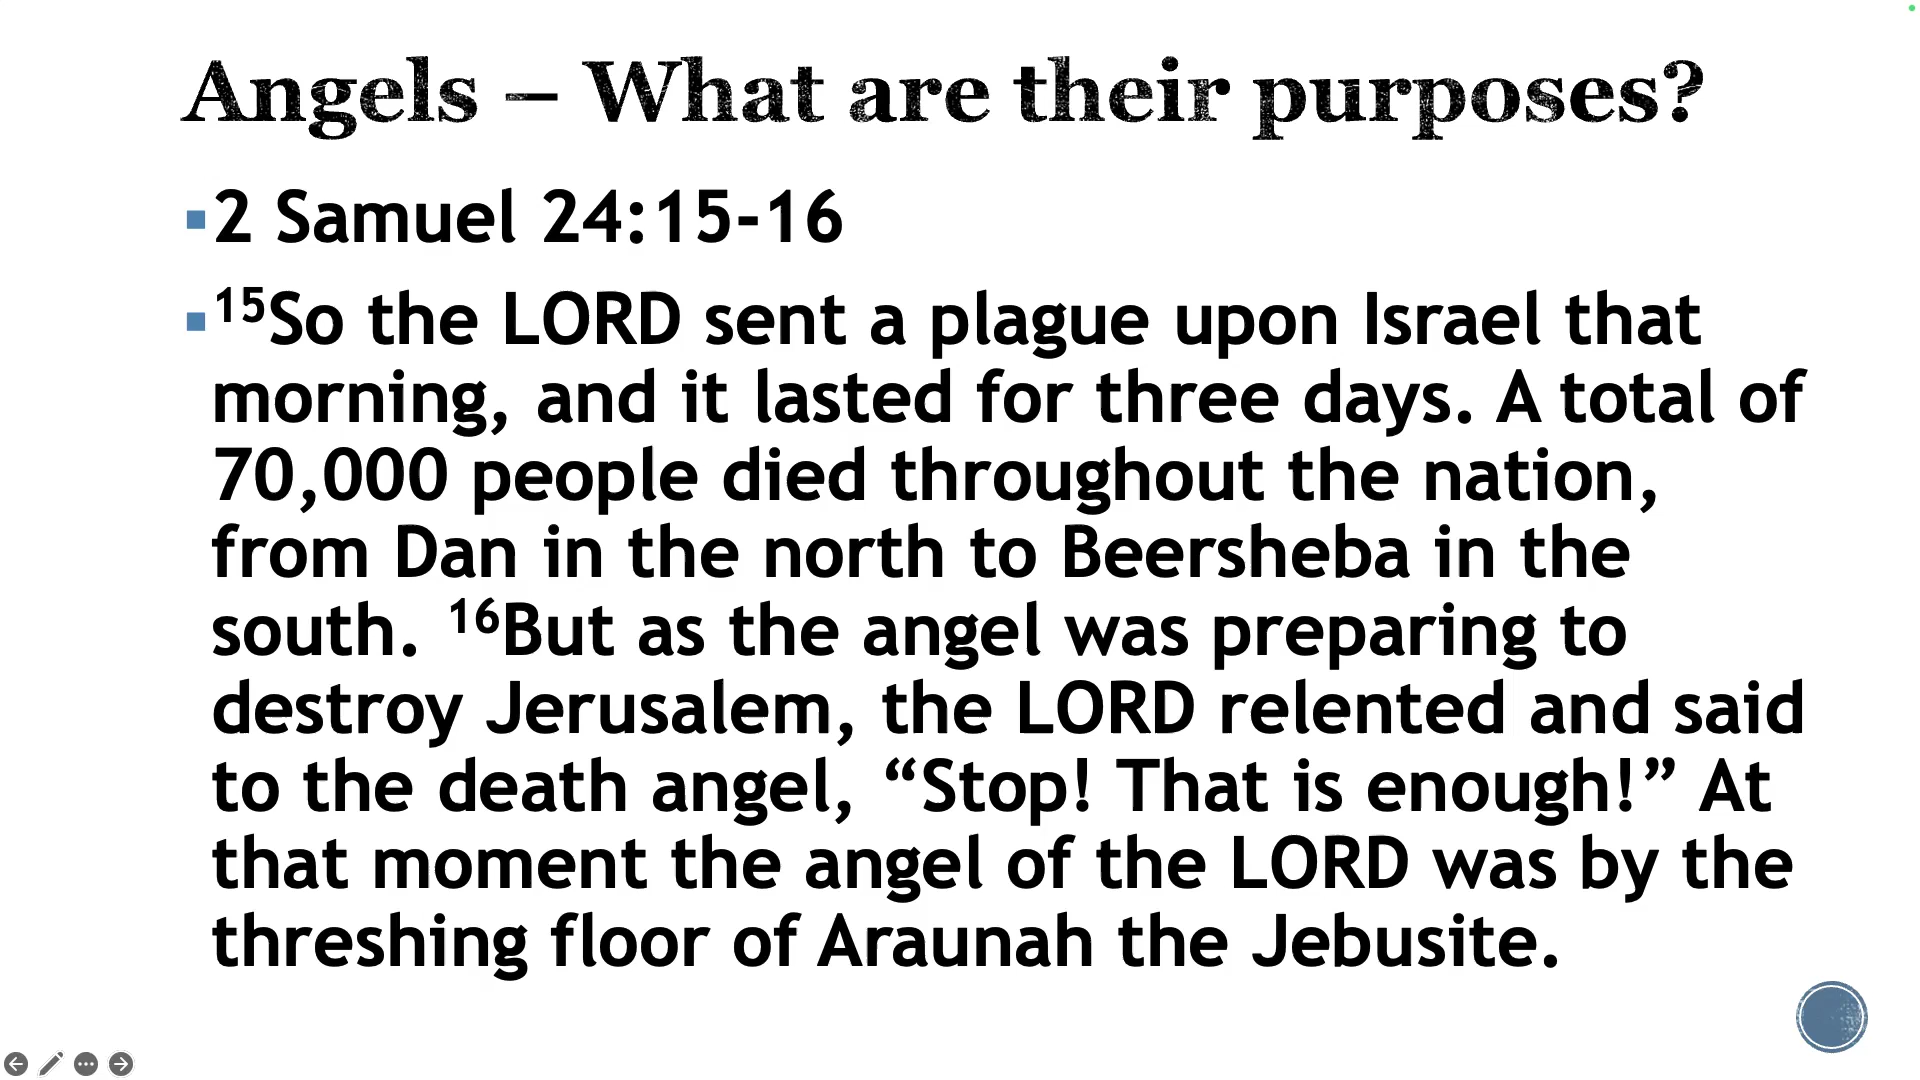 Angels – What are their purposes?
▪2 Samuel 24:15-16
▪¹⁵So the LORD sent a plague upon Israel that
morning, and it lasted for three days. A total of
70,000 people died throughout the nation,
from Dan in the north to Beersheba in the
south. ¹⁶But as the angel was preparing to
destroy Jerusalem, the LORD relented and said
to the death angel, “Stop! That is enough!” At
that moment the angel of the LORD was by the
threshing floor of Araunah the Jebusite.